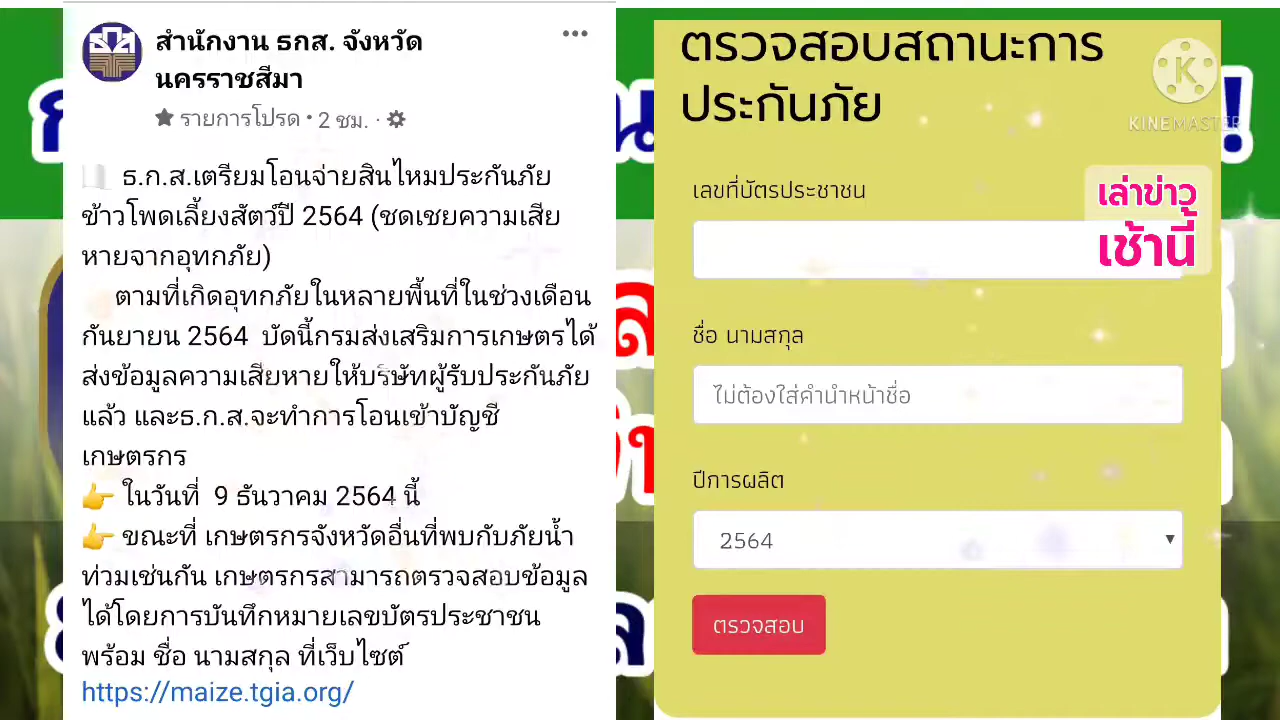 สำนักงาน ธกส. จังหวัด
นครราชสีมา
รายการโปรด • 2 ชม. ·
ธ.ก.ส.เตรียมโอนจ่ายสินไหมประกันภัย
ข้าวโพดเลี้ยงสัตว์ปี 2564 (ชดเชยความเสีย
หายจากอุทกภัย)
ตามที่เกิดอุทกภัยในหลายพื้นที่ในช่วงเดือน
กันยายน 2564 บัดนี้กรมส่งเสริมการเกษตรได้
ส่งข้อมูลความเสียหายให้บริษัทผู้รับประกันภัย
แล้ว และธ.ก.ส.จะทำการโอนเข้าบัญชี
เกษตรกร
👉 ในวันที่ 9 ธันวาคม 2564 นี้
👉 ขณะที่ เกษตรกรจังหวัดอื่นที่พบกับภัยน้ำ
ท่วมเช่นกัน เกษตรกรสามารถตรวจสอบข้อมูล
ได้โดยการบันทึกหมายเลขบัตรประชาชน
พร้อม ชื่อ นามสกุล ที่เว็บไซต์
https://maize.tgia.org/
ตรวจสอบสถานะการ
ประกันภัย
K
KINEMASTER
เลขที่บัตรประชาชน
เล่าข่าว
เช้านี้
ชื่อ นามสกุล
ไม่ต้องใส่คำนำหน้าชื่อ
ปีการผลิต
2564
ตรวจสอบ